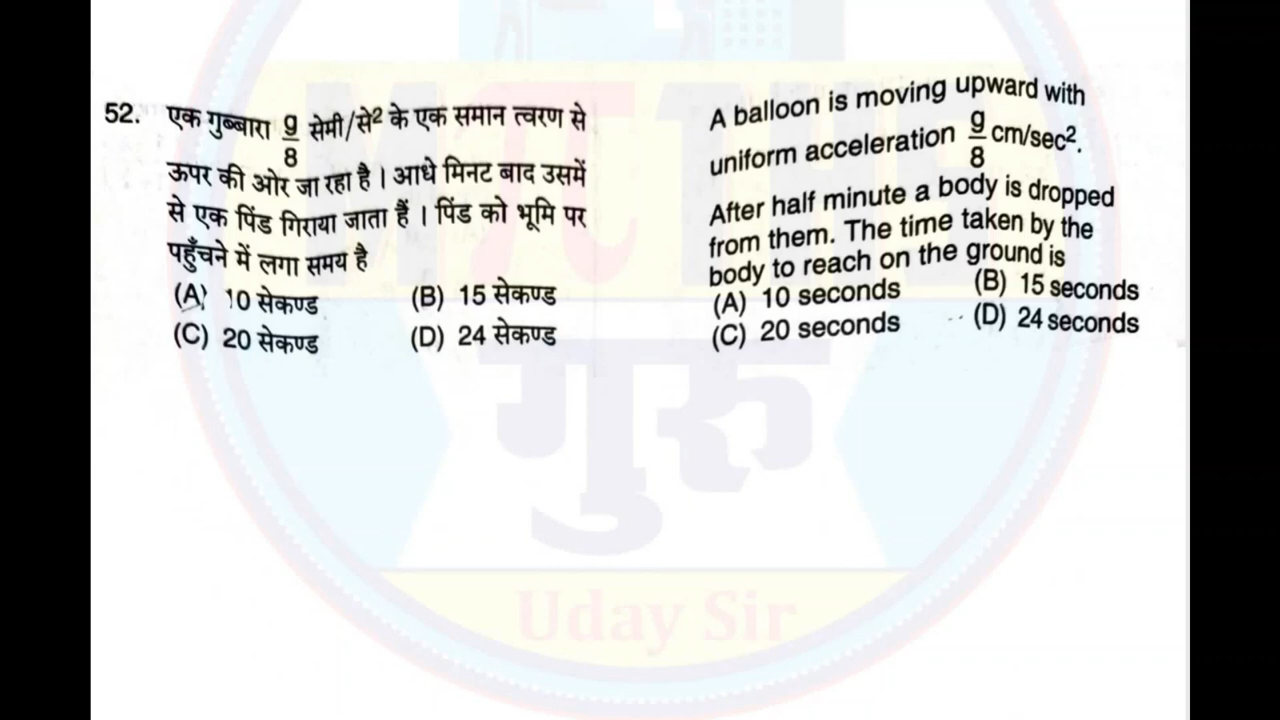 52. एक गुब्बारा g/8 सेमी/से² के एक समान त्वरण से
ऊपर की ओर जा रहा है। आधे मिनट बाद उसमें
से एक पिंड गिराया जाता हैं। पिंड को भूमि पर
पहुँचने में लगा समय है
(A) 10 सेकण्ड (B) 15 सेकण्ड
(C) 20 सेकण्ड (D) 24 सेकण्ड
A balloon is moving upward with
uniform acceleration g/8 cm/sec².
After half minute a body is dropped
from them. The time taken by the
body to reach on the ground is
(A) 10 seconds (B) 15 seconds
(C) 20 seconds (D) 24 seconds
गुरु
Uday Sir